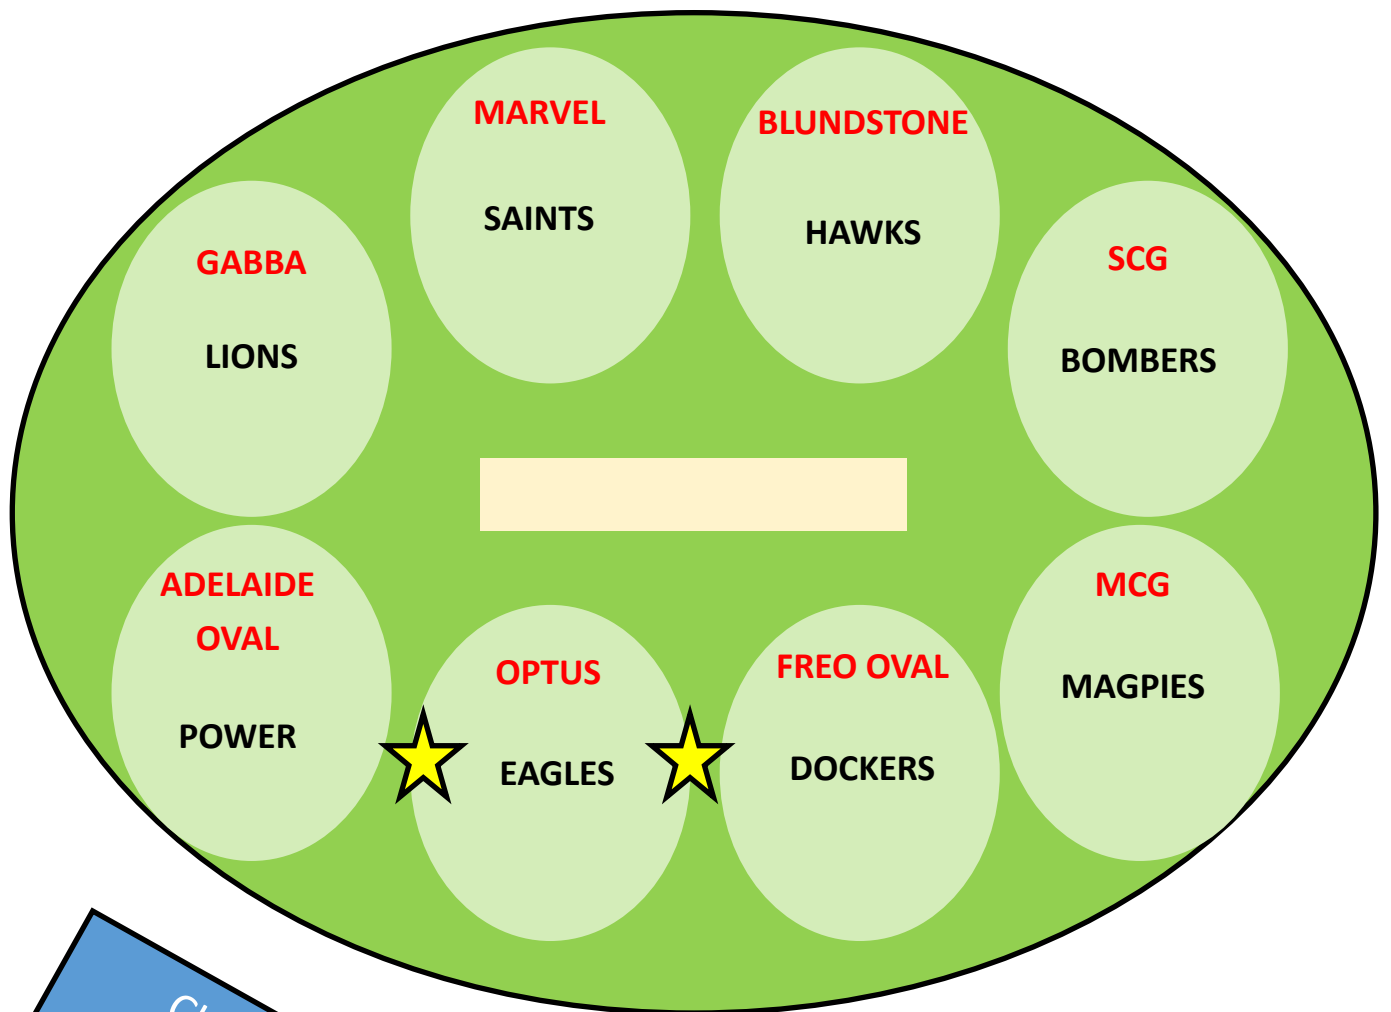 MARVEL
SAINTS
BLUNDSTONE
HAWKS
GABBA
LIONS
SCG
BOMBERS
ADELAIDE
OVAL
POWER
OPTUS
EAGLES
FREO OVAL
DOCKERS
MCG
MAGPIES